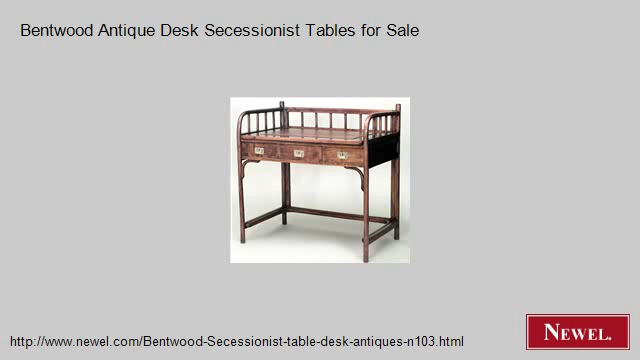 Bentwood Antique Desk Secessionist Tables for Sale
http://www.newel.com/Bentwood-Secessionist-table-desk-antiques-n103.html
NEWEL.